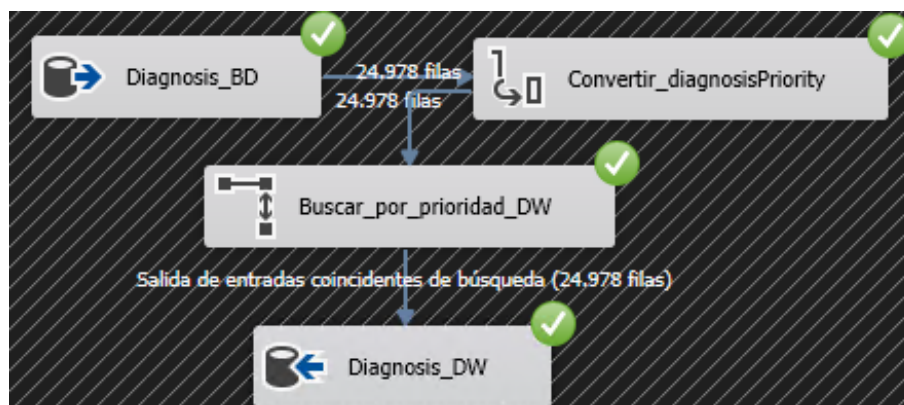 Diagnosis_BD
24.978 filas
Convertir_diagnosisPriority
24.978 filas
Buscar_por_prioridad_DW
Salida de entradas coincidentes de búsqueda (24.978 filas)
Diagnosis_DW